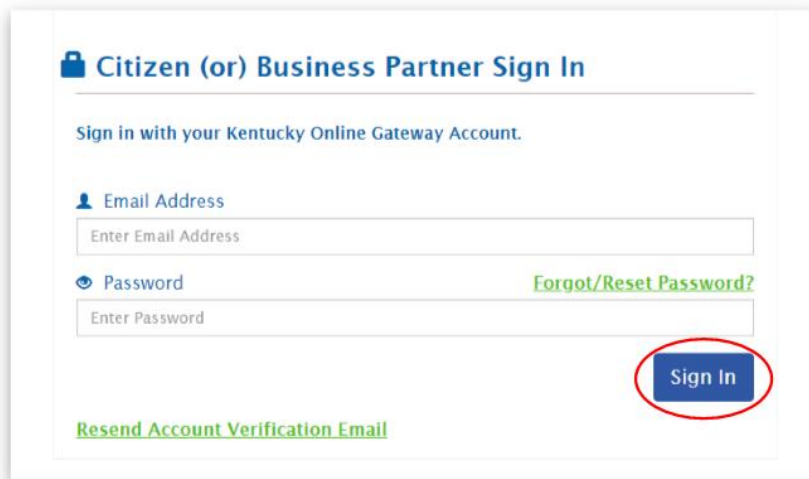 Citizen (or) Business Partner Sign In
Sign in with your Kentucky Online Gateway Account.
Email Address
Enter Email Address
Password Forgot/Reset Password?
Enter Password
Sign In
Resend Account Verification Email